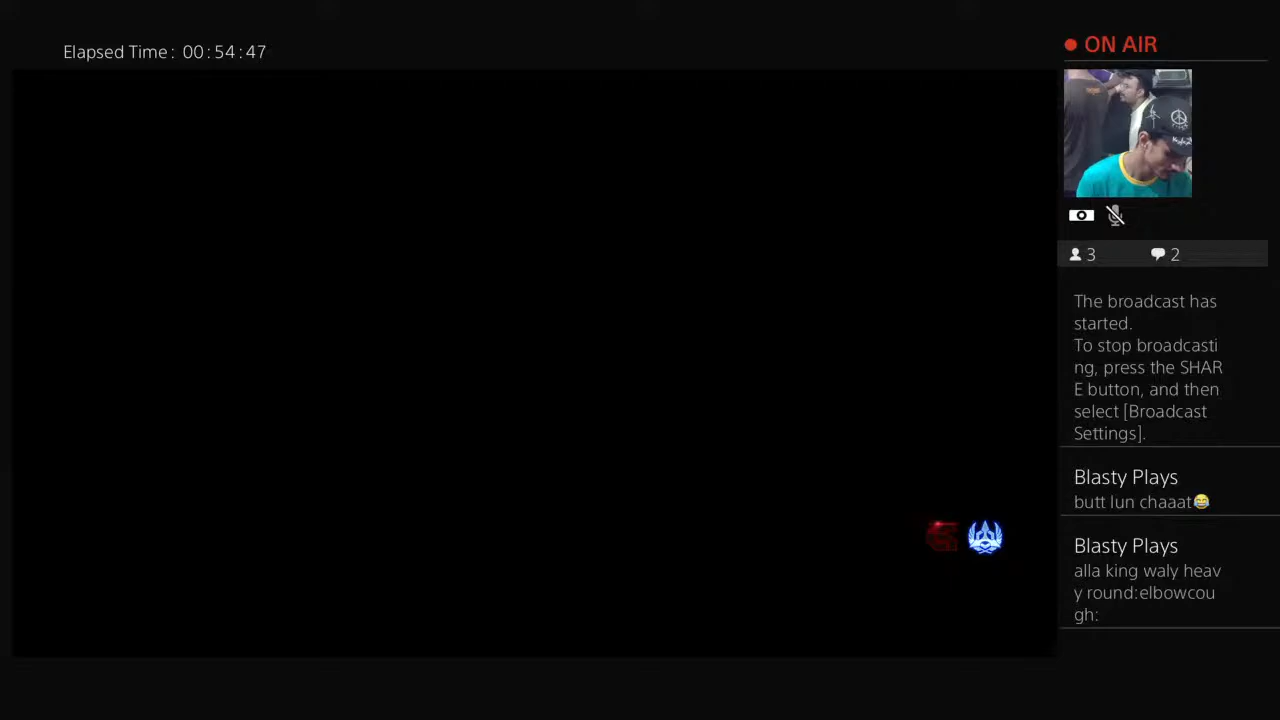 Elapsed Time: 00:54:47
ON AIR
3 2
The broadcast has
started.
To stop broadcasti
ng, press the SHAR
E button, and then
select [Broadcast
Settings].
Blasty Plays
butt lun chaaat😂
Blasty Plays
alla king waly heav
y round:elbowcou
gh: